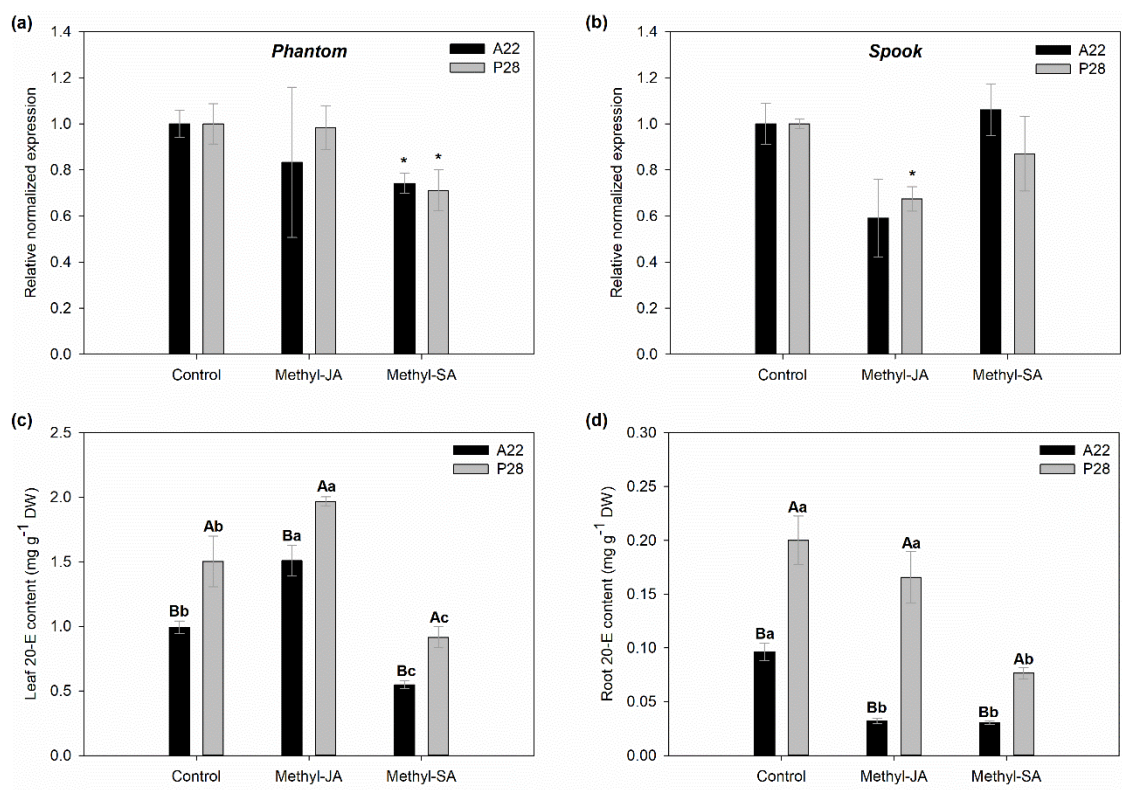 (a)
Phantom
A22
P28
Relative normalized expression
1.4
1.2
1.0
0.8
0.6
0.4
0.2
0.0
* *
Control Methyl-JA Methyl-SA
(b)
Spook
A22
P28
Relative normalized expression
1.4
1.2
1.0
0.8
0.6
0.4
0.2
0.0
*
Control Methyl-JA Methyl-SA
(c)
A22
P28
Leaf 20-E content (mg g⁻¹ DW)
2.5
2.0
1.5
1.0
0.5
0.0
Bb Ab Ba Aa Bc Ac
Control Methyl-JA Methyl-SA
(d)
A22
P28
Root 20-E content (mg g⁻¹ DW)
0.30
0.25
0.20
0.15
0.10
0.05
0.00
Ba Aa Bb Aa Bb Ab
Control Methyl-JA Methyl-SA